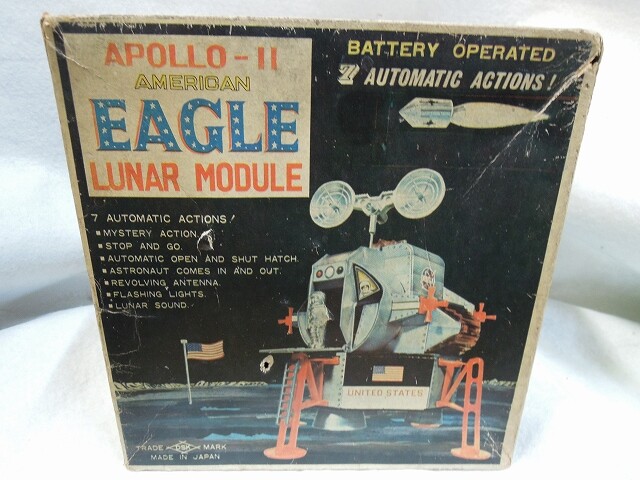 APOLLO-11
AMERICAN
EAGLE
LUNAR MODULE
BATTERY OPERATED
7 AUTOMATIC ACTIONS!
7 AUTOMATIC ACTIONS!
▪MYSTERY ACTION.
▪STOP AND GO.
▪AUTOMATIC OPEN AND SHUT HATCH.
▪ASTRONAUT COMES IN AND OUT.
▪REVOLVING ANTENNA.
▪FLASHING LIGHTS.
▪LUNAR SOUND.
UNITED STATES
TRADE DSK MARK
MADE IN JAPAN